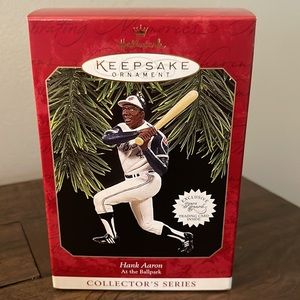 Hallmark
KEEPSAKE
ORNAMENT
EXCLUSIVE
TRADING CARD
INSIDE
Hank Aaron
At the Ballpark
COLLECTOR'S SERIES